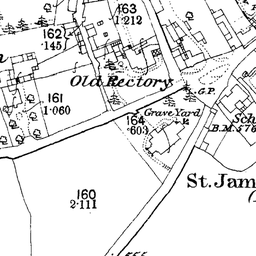 163
1·212
162
·145
Old Rectory
161
1·060
G.P.
Grave Yard
164
·603
Sch
B.M. 576
St. Jam
160
2·111